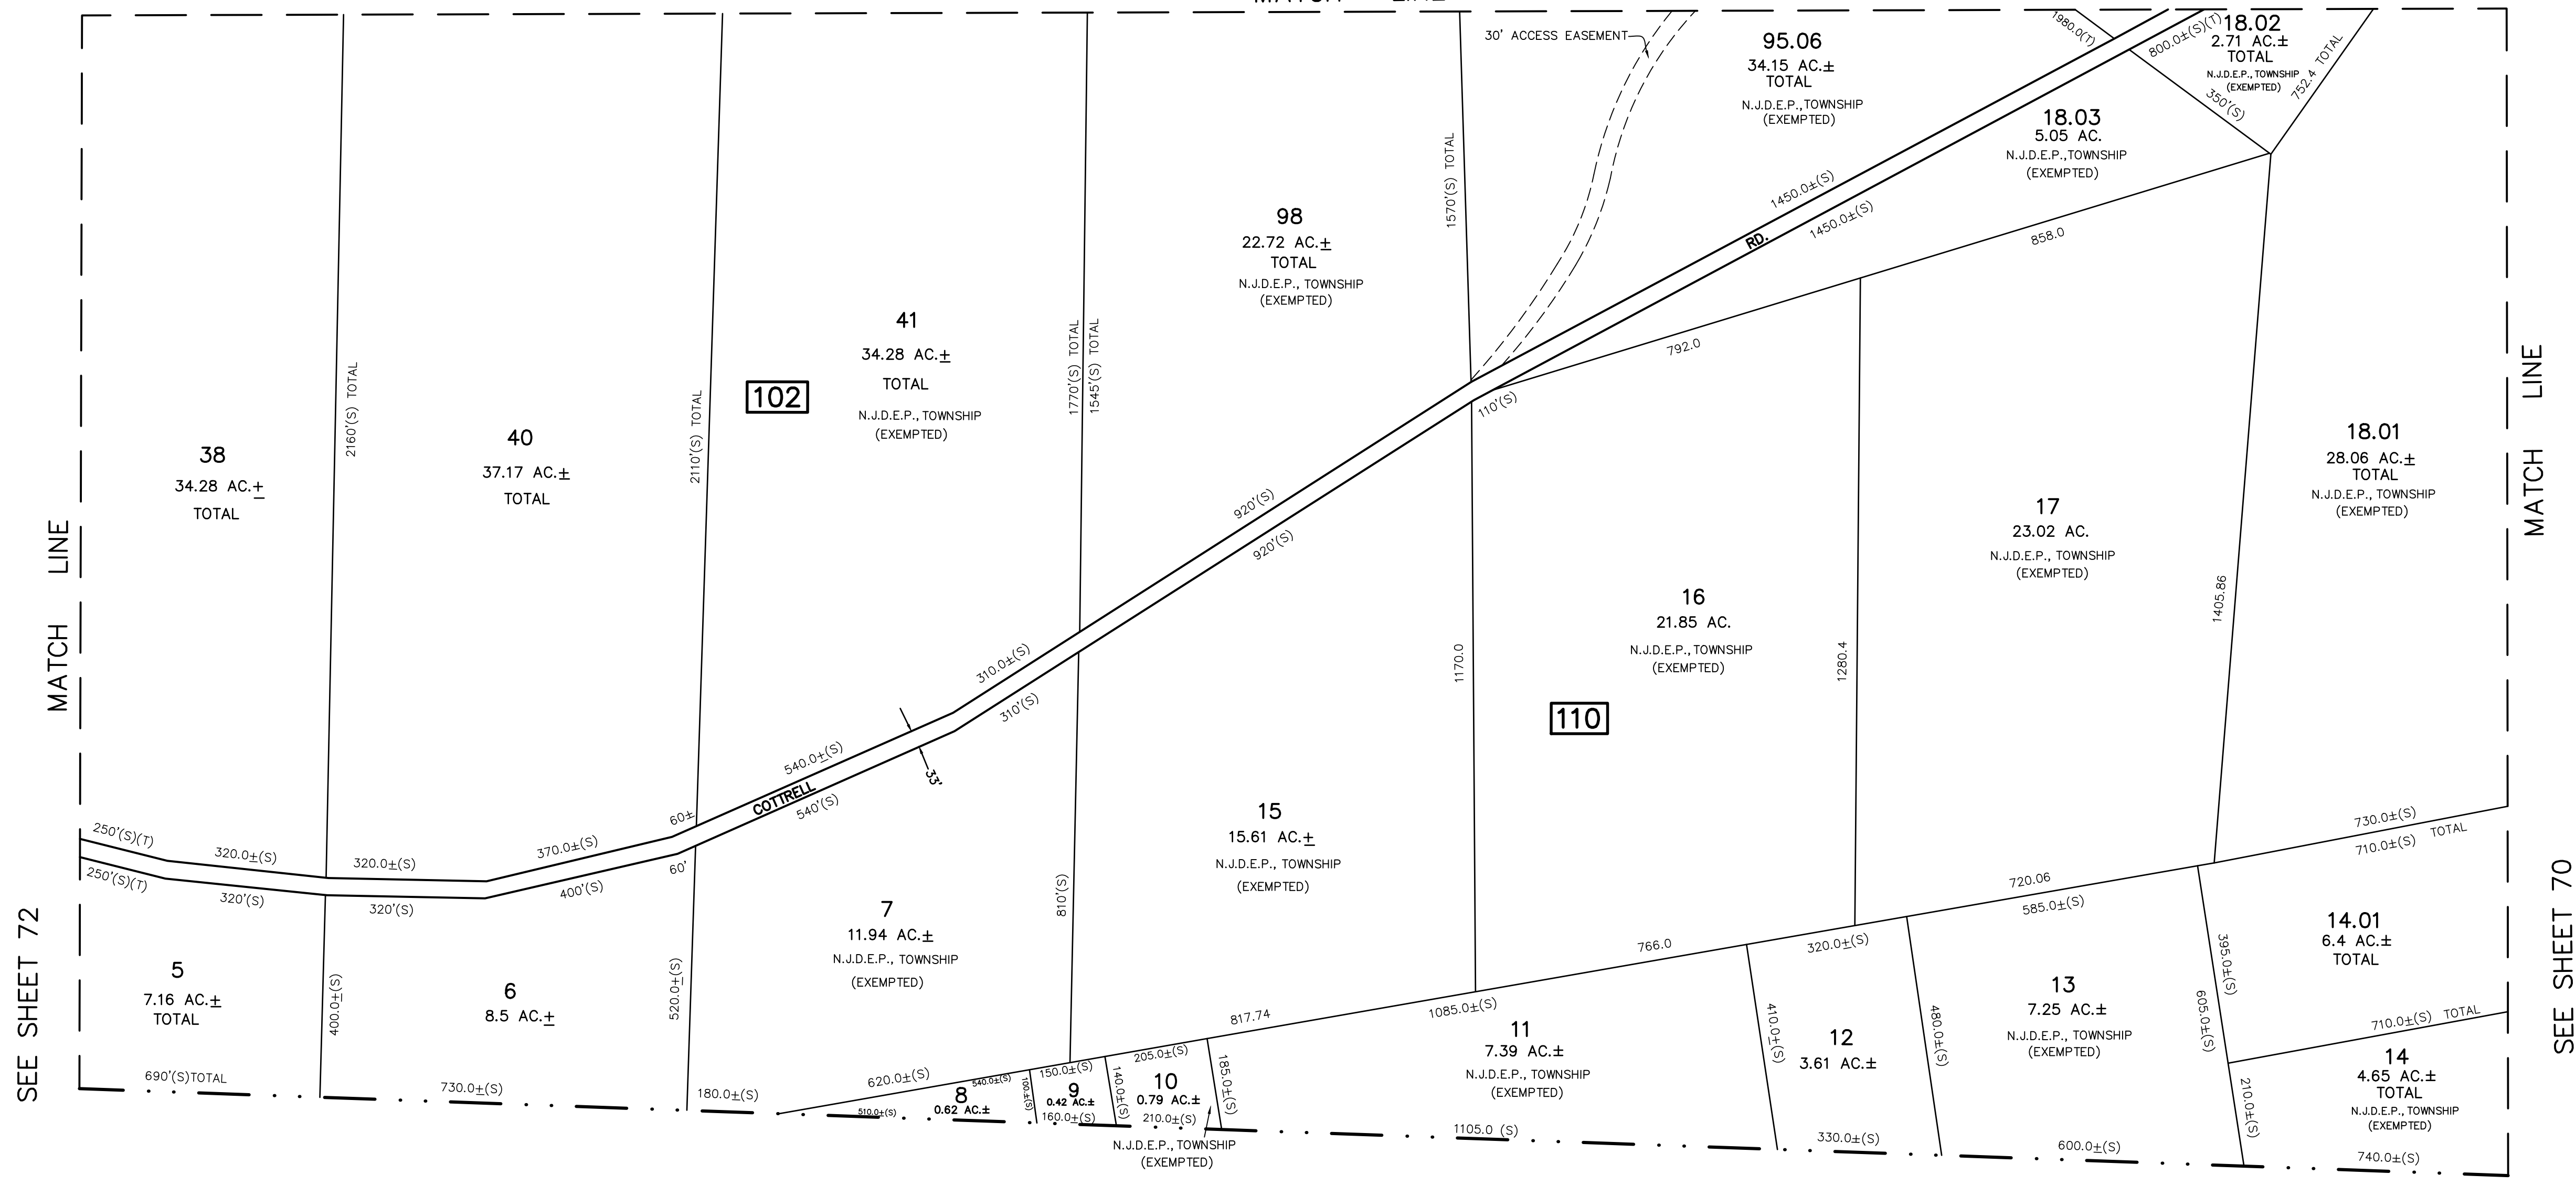 30' ACCESS EASEMENT
95.06
34.15 AC.±
TOTAL
N.J.D.E.P.,TOWNSHIP
(EXEMPTED)
1980.0(T)
800.0±(S)(T)
18.02
2.71 AC.±
TOTAL
N.J.D.E.P., TOWNSHIP
(EXEMPTED)
752.4 TOTAL
350'(S)
18.03
5.05 AC.
N.J.D.E.P.,TOWNSHIP
(EXEMPTED)
1570'(S) TOTAL
1450.0±(S)
RD.
1450.0±(S)
858.0
792.0
98
22.72 AC.±
TOTAL
N.J.D.E.P., TOWNSHIP
(EXEMPTED)
41
34.28 AC.±
TOTAL
N.J.D.E.P., TOWNSHIP
(EXEMPTED)
102
1770'(S) TOTAL
1545'(S) TOTAL
2160'(S) TOTAL
2110'(S) TOTAL
38
34.28 AC.±
TOTAL
40
37.17 AC.±
TOTAL
MATCH LINE
MATCH LINE
110'(S)
920'(S)
920'(S)
18.01
28.06 AC.±
TOTAL
N.J.D.E.P., TOWNSHIP
(EXEMPTED)
17
23.02 AC.
N.J.D.E.P., TOWNSHIP
(EXEMPTED)
16
21.85 AC.
N.J.D.E.P., TOWNSHIP
(EXEMPTED)
1170.0
1280.4
1405.86
110
310.0±(S)
310'(S)
540.0±(S)
COTTRELL
540'(S)
33'
60±
60'
250'(S)(T)
320.0±(S)
320.0±(S)
370.0±(S)
250'(S)(T)
320'(S)
320'(S)
400'(S)
15
15.61 AC.±
N.J.D.E.P., TOWNSHIP
(EXEMPTED)
810'(S)
7
11.94 AC.±
N.J.D.E.P., TOWNSHIP
(EXEMPTED)
730.0±(S)
710.0±(S) TOTAL
720.06
585.0±(S)
766.0
320.0±(S)
817.74
1085.0±(S)
SEE SHEET 72
SEE SHEET 70
5
7.16 AC.±
TOTAL
400.0±(S)
6
8.5 AC.±
520.0±(S)
690'(S)TOTAL
730.0±(S)
180.0±(S)
620.0±(S)
510.0±(S)
540.0±(S)
8
0.62 AC.±
100±(S)
150.0±(S)
9
0.42 AC.±
160.0±(S)
140.0±(S)
205.0±(S)
10
0.79 AC.±
210.0±(S)
185.0±(S)
N.J.D.E.P., TOWNSHIP
(EXEMPTED)
11
7.39 AC.±
N.J.D.E.P., TOWNSHIP
(EXEMPTED)
1105.0 (S)
410.0±(S)
12
3.61 AC.±
330.0±(S)
480.0±(S)
13
7.25 AC.±
N.J.D.E.P., TOWNSHIP
(EXEMPTED)
600.0±(S)
395.0±(S)
605.0±(S)
210.0±(S)
14.01
6.4 AC.±
TOTAL
710.0±(S) TOTAL
14
4.65 AC.±
TOTAL
N.J.D.E.P., TOWNSHIP
(EXEMPTED)
740.0±(S)